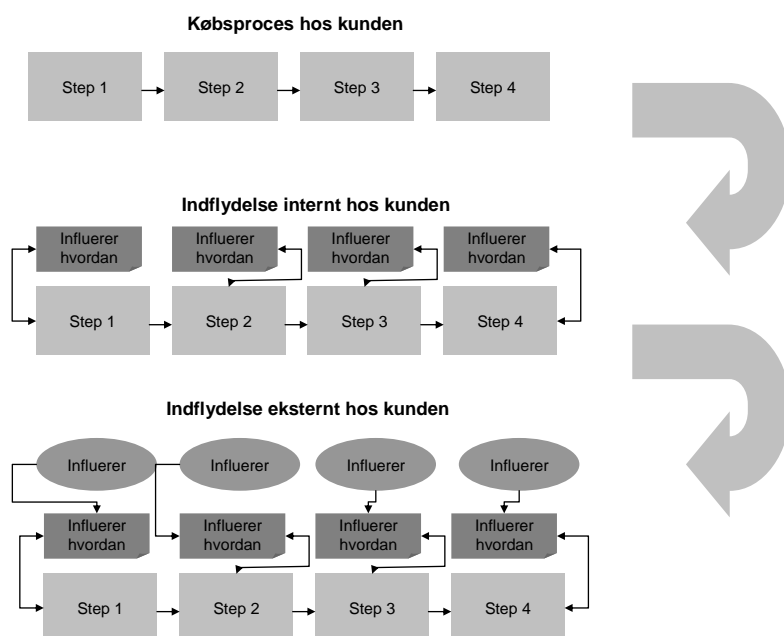 Købsproces hos kunden
Step 1
Step 2
Step 3
Step 4
Indflydelse internt hos kunden
Influerer
hvordan
Influerer
hvordan
Influerer
hvordan
Influerer
hvordan
Step 1
Step 2
Step 3
Step 4
Indflydelse eksternt hos kunden
Influerer
Influerer
Influerer
Influerer
Influerer
hvordan
Influerer
hvordan
Influerer
hvordan
Influerer
hvordan
Step 1
Step 2
Step 3
Step 4